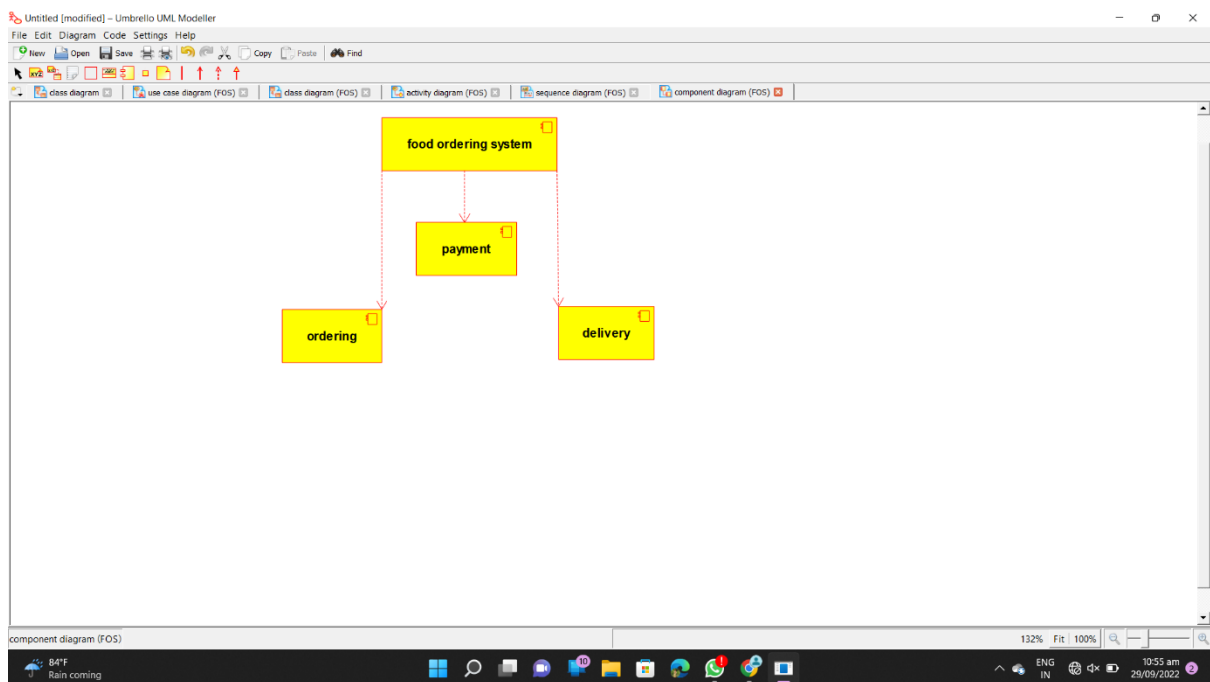 Untitled [modified] – Umbrello UML Modeller
File Edit Diagram Code Settings Help
New Open Save Copy Paste Find
xyz
class diagram use case diagram (FOS) class diagram (FOS) activity diagram (FOS) sequence diagram (FOS) component diagram (FOS)
food ordering system
payment
ordering
delivery
component diagram (FOS)
132% Fit 100%
84°F
Rain coming
10
ENG
IN
10:55 am
29/09/2022
2